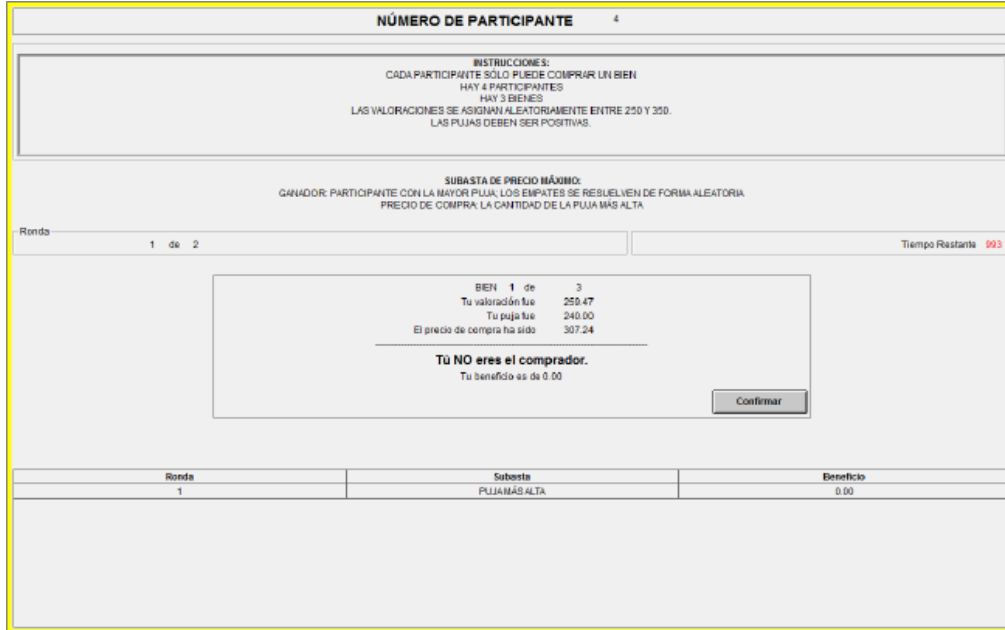 NÚMERO DE PARTICIPANTE 4
INSTRUCCIONES:
CADA PARTICIPANTE SÓLO PUEDE COMPRAR UN BIEN
HAY 4 PARTICIPANTES
HAY 3 BIENES
LAS VALORACIONES SE ASIGNAN ALEATORIAMENTE ENTRE 250 Y 350.
LAS PUJAS DEBEN SER POSITIVAS.
SUBASTA DE PRECIO MÁXIMO:
GANADOR: PARTICIPANTE CON LA MAYOR PUJA; LOS EMPATES SE RESUELVEN DE FORMA ALEATORIA
PRECIO DE COMPRA: LA CANTIDAD DE LA PUJA MÁS ALTA
Ronda
1 de 2 Tiempo Restante 993
BIEN 1 de 3
Tu valoración fue 259.47
Tu puja fue 240.00
El precio de compra ha sido 307.24
Tú NO eres el comprador.
Tu beneficio es de 0.00
Confirmar
Ronda Subasta Beneficio
1 PUJA MÁS ALTA 0.00